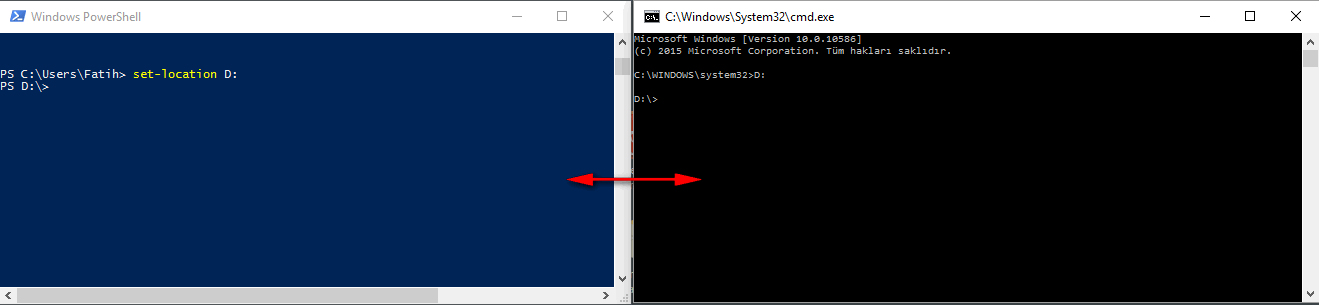 Windows PowerShell
PS C:\Users\Fatih> set-location D:
PS D:\>
C:\Windows\System32\cmd.exe
Microsoft Windows [Version 10.0.10586]
(c) 2015 Microsoft Corporation. Tüm hakları saklıdır.
C:\WINDOWS\system32>D:
D:\>